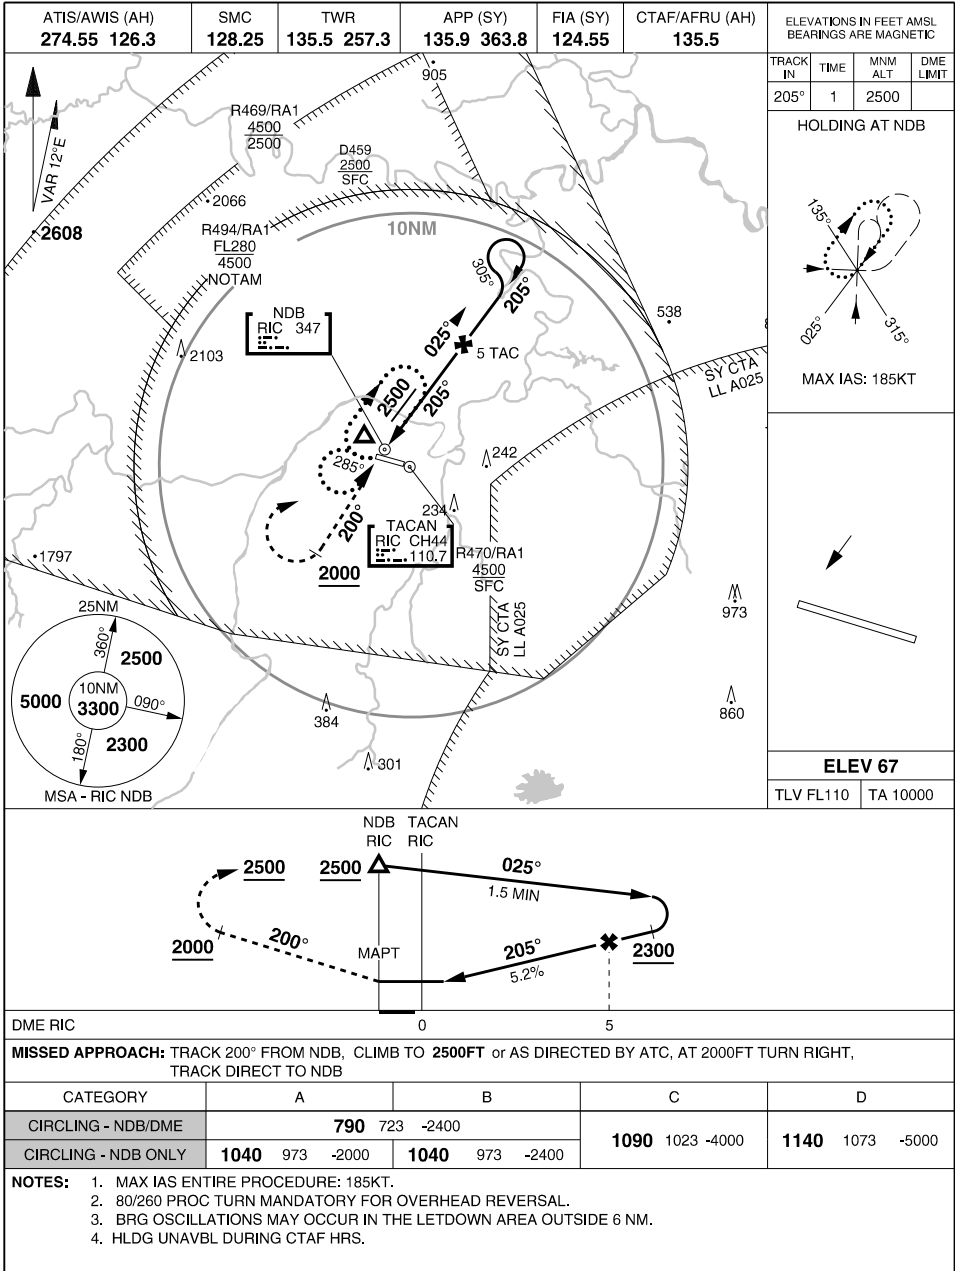 ATIS/AWIS (AH)
274.55 126.3
SMC
128.25
TWR
135.5 257.3
APP (SY)
135.9 363.8
FIA (SY)
124.55
CTAF/AFRU (AH)
135.5
ELEVATIONS IN FEET AMSL
BEARINGS ARE MAGNETIC
TRACK IN
TIME
MNM ALT
DME LIMIT
205°
1
2500
HOLDING AT NDB
135°
025°
315°
MAX IAS: 185KT
ELEV 67
TLV FL110
TA 10000
VAR 12°E
905
R469/RA1
4500
2500
D459
2500
SFC
2066
2608
R494/RA1
FL280
4500
NOTAM
10NM
305°
205°
NDB
RIC 347
025°
5 TAC
538
2103
SY CTA
LL A025
2500
205°
285°
242
234
200°
TACAN
RIC CH44
110.7
2000
R470/RA1
4500
SFC
1797
973
SY CTA
LL A025
25NM
360°
2500
5000
10NM
3300
090°
180°
2300
MSA - RIC NDB
384
860
301
NDB
RIC
TACAN
RIC
2500
2500
025°
1.5 MIN
2000
200°
MAPT
205°
5.2%
2300
DME RIC
0
5
MISSED APPROACH: TRACK 200° FROM NDB, CLIMB TO 2500FT or AS DIRECTED BY ATC, AT 2000FT TURN RIGHT,
TRACK DIRECT TO NDB
CATEGORY A B C D
CIRCLING - NDB/DME 790 723 -2400
1090 1023 -4000 1140 1073 -5000
CIRCLING - NDB ONLY 1040 973 -2000 1040 973 -2400
NOTES: 1. MAX IAS ENTIRE PROCEDURE: 185KT.
2. 80/260 PROC TURN MANDATORY FOR OVERHEAD REVERSAL.
3. BRG OSCILLATIONS MAY OCCUR IN THE LETDOWN AREA OUTSIDE 6 NM.
4. HLDG UNAVBL DURING CTAF HRS.